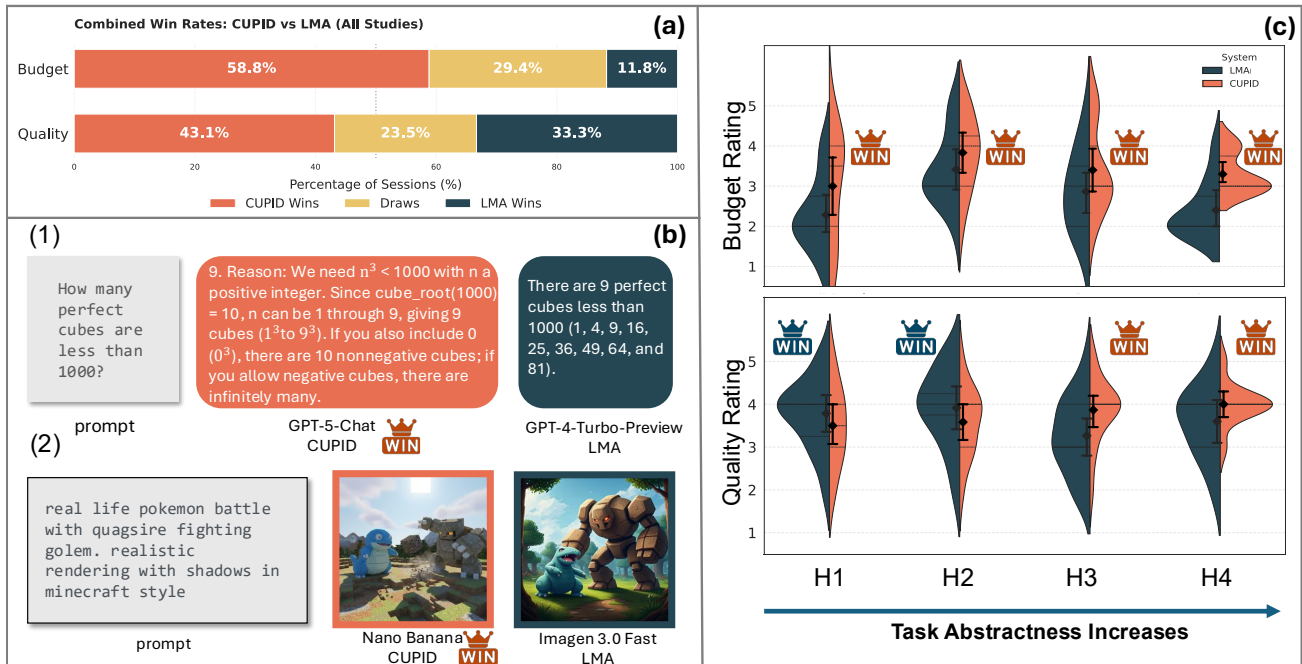 Combined Win Rates: CUPID vs LMA (All Studies)
(a)
Budget
58.8%
29.4%
11.8%
Quality
43.1%
23.5%
33.3%
0
20
40
60
80
100
Percentage of Sessions (%)
CUPID Wins
Draws
LMA Wins
(b)
(1)
How many
perfect
cubes are
less than
1000?
prompt
9. Reason: We need n³ < 1000 with n a
positive integer. Since cube_root(1000)
= 10, n can be 1 through 9, giving 9
cubes (1³to 9³). If you also include 0
(0³), there are 10 nonnegative cubes; if
you allow negative cubes, there are
infinitely many.
GPT-5-Chat
CUPID
WIN
There are 9 perfect
cubes less than
1000 (1, 4, 9, 16,
25, 36, 49, 64, and
81).
GPT-4-Turbo-Preview
LMA
(2)
real life pokemon battle
with quagsire fighting
golem. realistic
rendering with shadows in
minecraft style
prompt
Nano Banana
CUPID
WIN
Imagen 3.0 Fast
LMA
(c)
System
LMA
CUPID
Budget Rating
5
4
3
2
1
WIN
WIN
WIN
WIN
Quality Rating
5
4
3
2
1
WIN
WIN
WIN
WIN
H1
H2
H3
H4
Task Abstractness Increases